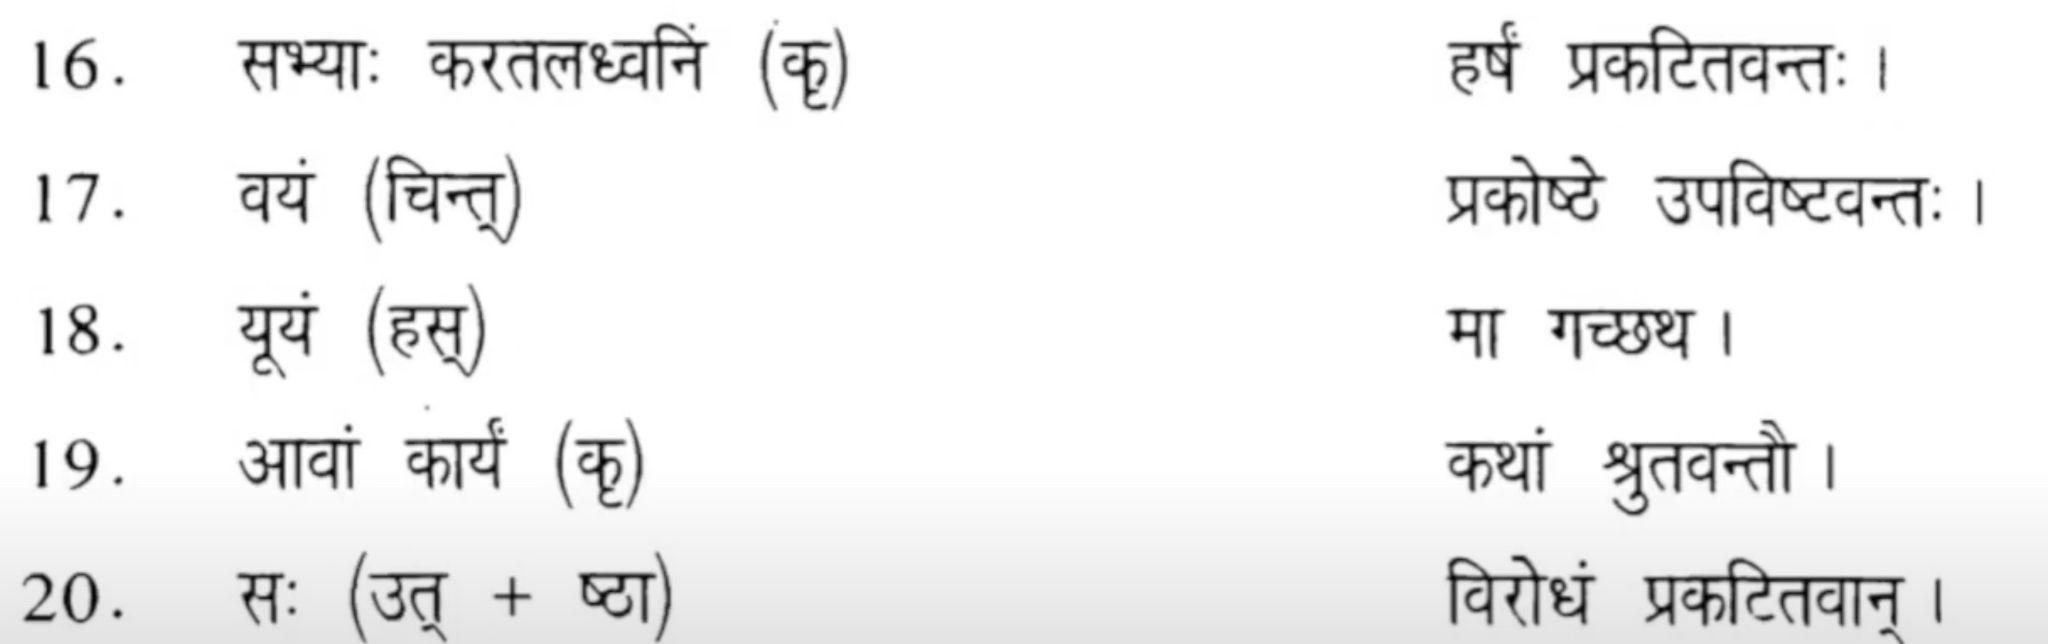 16. सभ्याः करतलध्वनिं (कृ) हर्षं प्रकटितवन्तः ।
17. वयं (चिन्त्) प्रकोष्टे उपविष्टवन्तः ।
18. यूयं (हस्) मा गच्छथ ।
19. आवां कार्यं (कृ) कथां श्रुतवन्तौ ।
20. सः (उत् + ष्ठा) विरोधं प्रकटितवान् ।